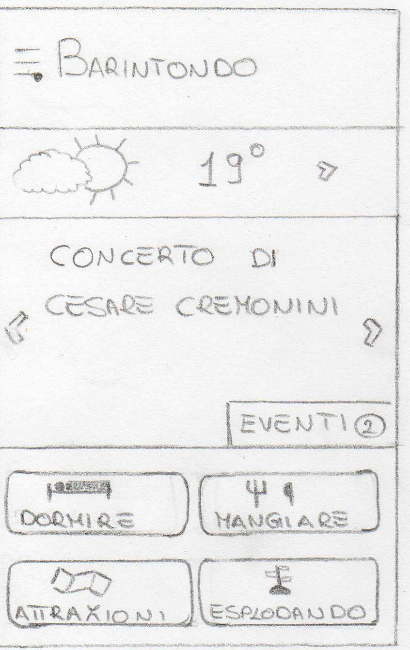 BARINTONDO
19°
CONCERTO DI
CESARE CREMONINI
EVENTI 2
DORMIRE
MANGIARE
ATTRAXIONI
ESPLODANDO